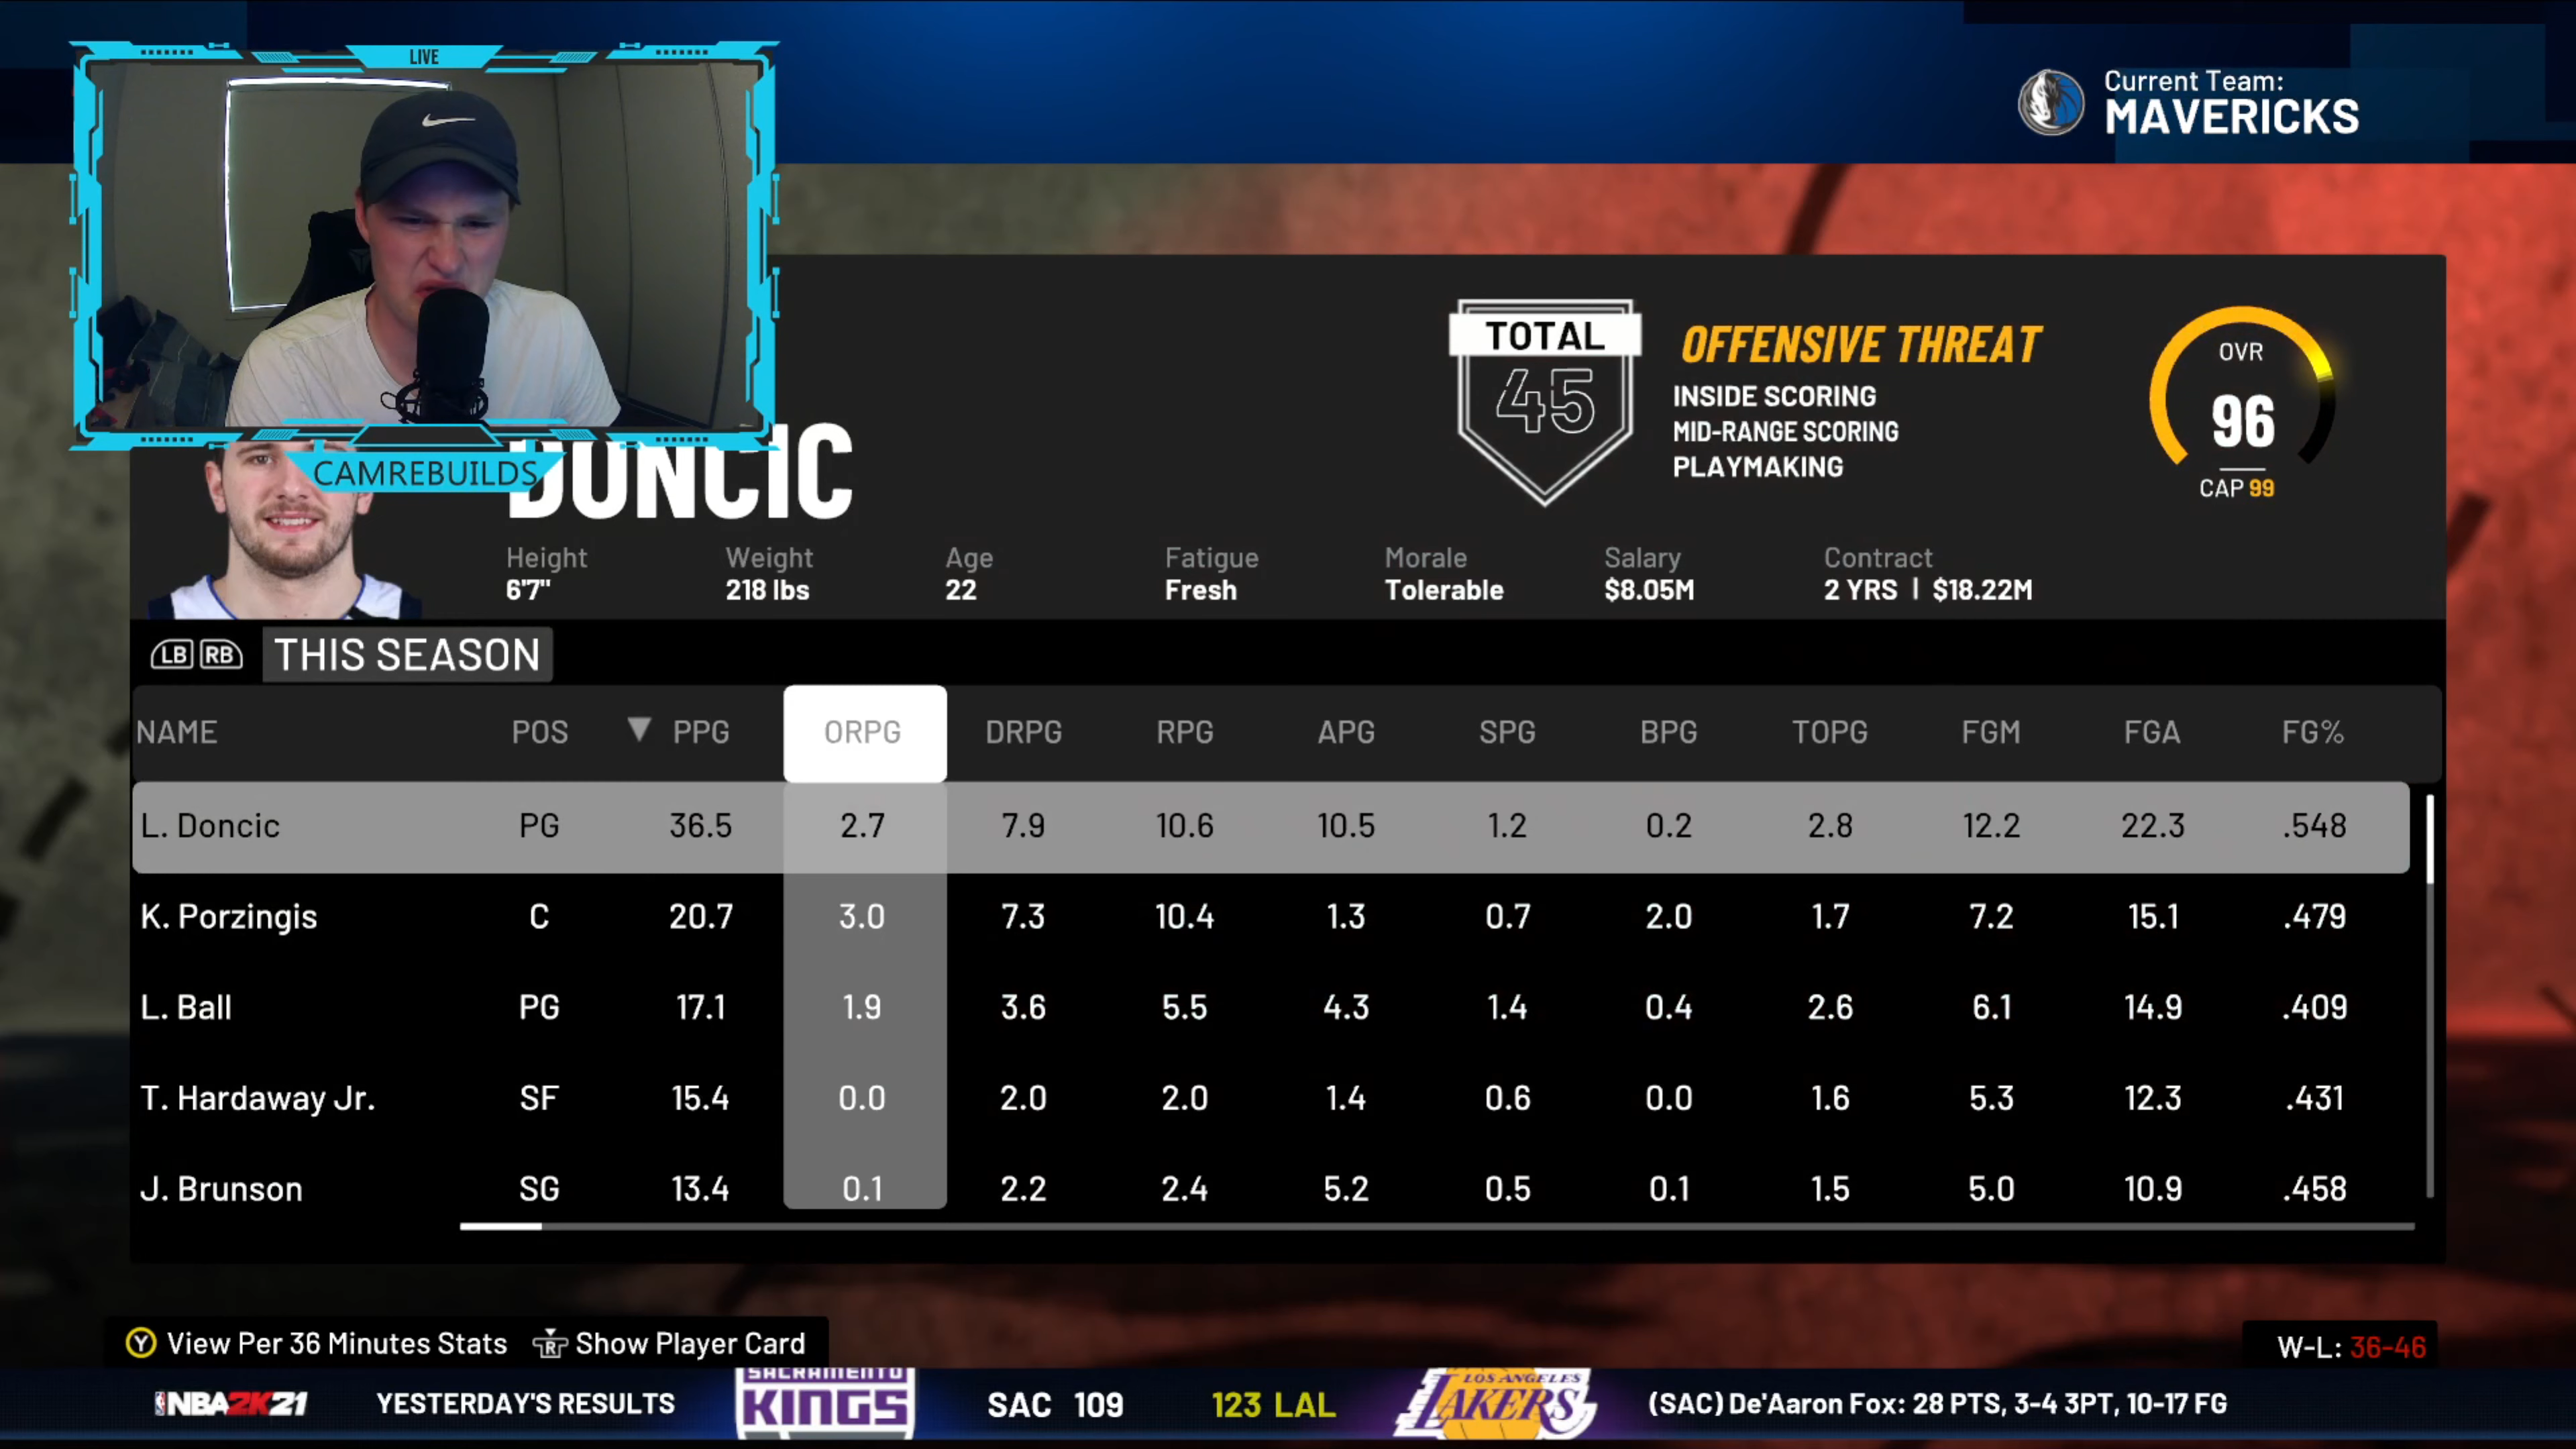 LIVE
CAMREBUILDS
Current Team:
MAVERICKS
DONCIC
TOTAL
45
OFFENSIVE THREAT
INSIDE SCORING
MID-RANGE SCORING
PLAYMAKING
OVR
96
CAP 99
Height Weight Age Fatigue Morale Salary Contract
6'7" 218 lbs 22 Fresh Tolerable $8.05M 2 YRS | $18.22M
LB RB THIS SEASON
NAME POS ▼ PPG ORPG DRPG RPG APG SPG BPG TOPG FGM FGA FG%
L. Doncic PG 36.5 2.7 7.9 10.6 10.5 1.2 0.2 2.8 12.2 22.3 .548
K. Porzingis C 20.7 3.0 7.3 10.4 1.3 0.7 2.0 1.7 7.2 15.1 .479
L. Ball PG 17.1 1.9 3.6 5.5 4.3 1.4 0.4 2.6 6.1 14.9 .409
T. Hardaway Jr. SF 15.4 0.0 2.0 2.0 1.4 0.6 0.0 1.6 5.3 12.3 .431
J. Brunson SG 13.4 0.1 2.2 2.4 5.2 0.5 0.1 1.5 5.0 10.9 .458
Y View Per 36 Minutes Stats R Show Player Card
W-L: 36-46
NBA 2K21 YESTERDAY'S RESULTS SACRAMENTO KINGS SAC 109 123 LAL LOS ANGELES LAKERS (SAC) De'Aaron Fox: 28 PTS, 3-4 3PT, 10-17 FG